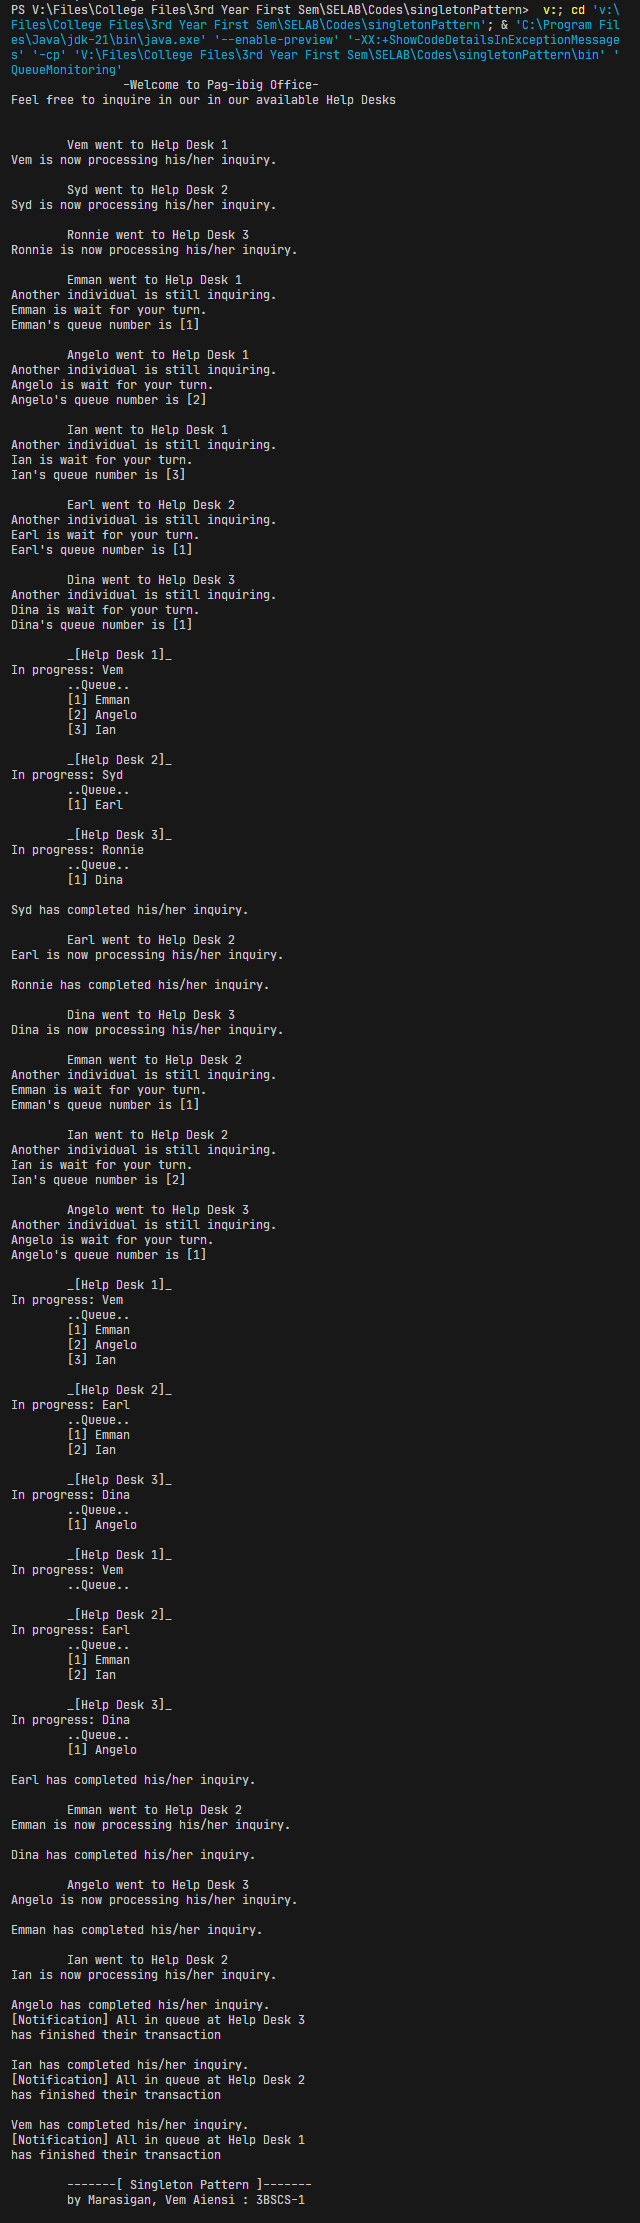 PS V:\Files\College Files\3rd Year First Sem\SELAB\Codes\singletonPattern>  v:; cd 'v:\
Files\College Files\3rd Year First Sem\SELAB\Codes\singletonPattern'; & 'C:\Program Fil
es\Java\jdk-21\bin\java.exe' '--enable-preview' '-XX:+ShowCodeDetailsInExceptionMessage
s' '-cp' 'V:\Files\College Files\3rd Year First Sem\SELAB\Codes\singletonPattern\bin' '
QueueMonitoring'
-Welcome to Pag-ibig Office-
Feel free to inquire in our in our available Help Desks
Vem went to Help Desk 1
Vem is now processing his/her inquiry.
Syd went to Help Desk 2
Syd is now processing his/her inquiry.
Ronnie went to Help Desk 3
Ronnie is now processing his/her inquiry.
Emman went to Help Desk 1
Another individual is still inquiring.
Emman is wait for your turn.
Emman's queue number is [1]
Angelo went to Help Desk 1
Another individual is still inquiring.
Angelo is wait for your turn.
Angelo's queue number is [2]
Ian went to Help Desk 1
Another individual is still inquiring.
Ian is wait for your turn.
Ian's queue number is [3]
Earl went to Help Desk 2
Another individual is still inquiring.
Earl is wait for your turn.
Earl's queue number is [1]
Dina went to Help Desk 3
Another individual is still inquiring.
Dina is wait for your turn.
Dina's queue number is [1]
_[Help Desk 1]_
In progress: Vem
..Queue..
[1] Emman
[2] Angelo
[3] Ian
_[Help Desk 2]_
In progress: Syd
..Queue..
[1] Earl
_[Help Desk 3]_
In progress: Ronnie
..Queue..
[1] Dina
Syd has completed his/her inquiry.
Earl went to Help Desk 2
Earl is now processing his/her inquiry.
Ronnie has completed his/her inquiry.
Dina went to Help Desk 3
Dina is now processing his/her inquiry.
Emman went to Help Desk 2
Another individual is still inquiring.
Emman is wait for your turn.
Emman's queue number is [1]
Ian went to Help Desk 2
Another individual is still inquiring.
Ian is wait for your turn.
Ian's queue number is [2]
Angelo went to Help Desk 3
Another individual is still inquiring.
Angelo is wait for your turn.
Angelo's queue number is [1]
_[Help Desk 1]_
In progress: Vem
..Queue..
[1] Emman
[2] Angelo
[3] Ian
_[Help Desk 2]_
In progress: Earl
..Queue..
[1] Emman
[2] Ian
_[Help Desk 3]_
In progress: Dina
..Queue..
[1] Angelo
_[Help Desk 1]_
In progress: Vem
..Queue..
_[Help Desk 2]_
In progress: Earl
..Queue..
[1] Emman
[2] Ian
_[Help Desk 3]_
In progress: Dina
..Queue..
[1] Angelo
Earl has completed his/her inquiry.
Emman went to Help Desk 2
Emman is now processing his/her inquiry.
Dina has completed his/her inquiry.
Angelo went to Help Desk 3
Angelo is now processing his/her inquiry.
Emman has completed his/her inquiry.
Ian went to Help Desk 2
Ian is now processing his/her inquiry.
Angelo has completed his/her inquiry.
[Notification] All in queue at Help Desk 3
has finished their transaction
Ian has completed his/her inquiry.
[Notification] All in queue at Help Desk 2
has finished their transaction
Vem has completed his/her inquiry.
[Notification] All in queue at Help Desk 1
has finished their transaction
-------[ Singleton Pattern ]-------
by Marasigan, Vem Aiensi : 3BSCS-1